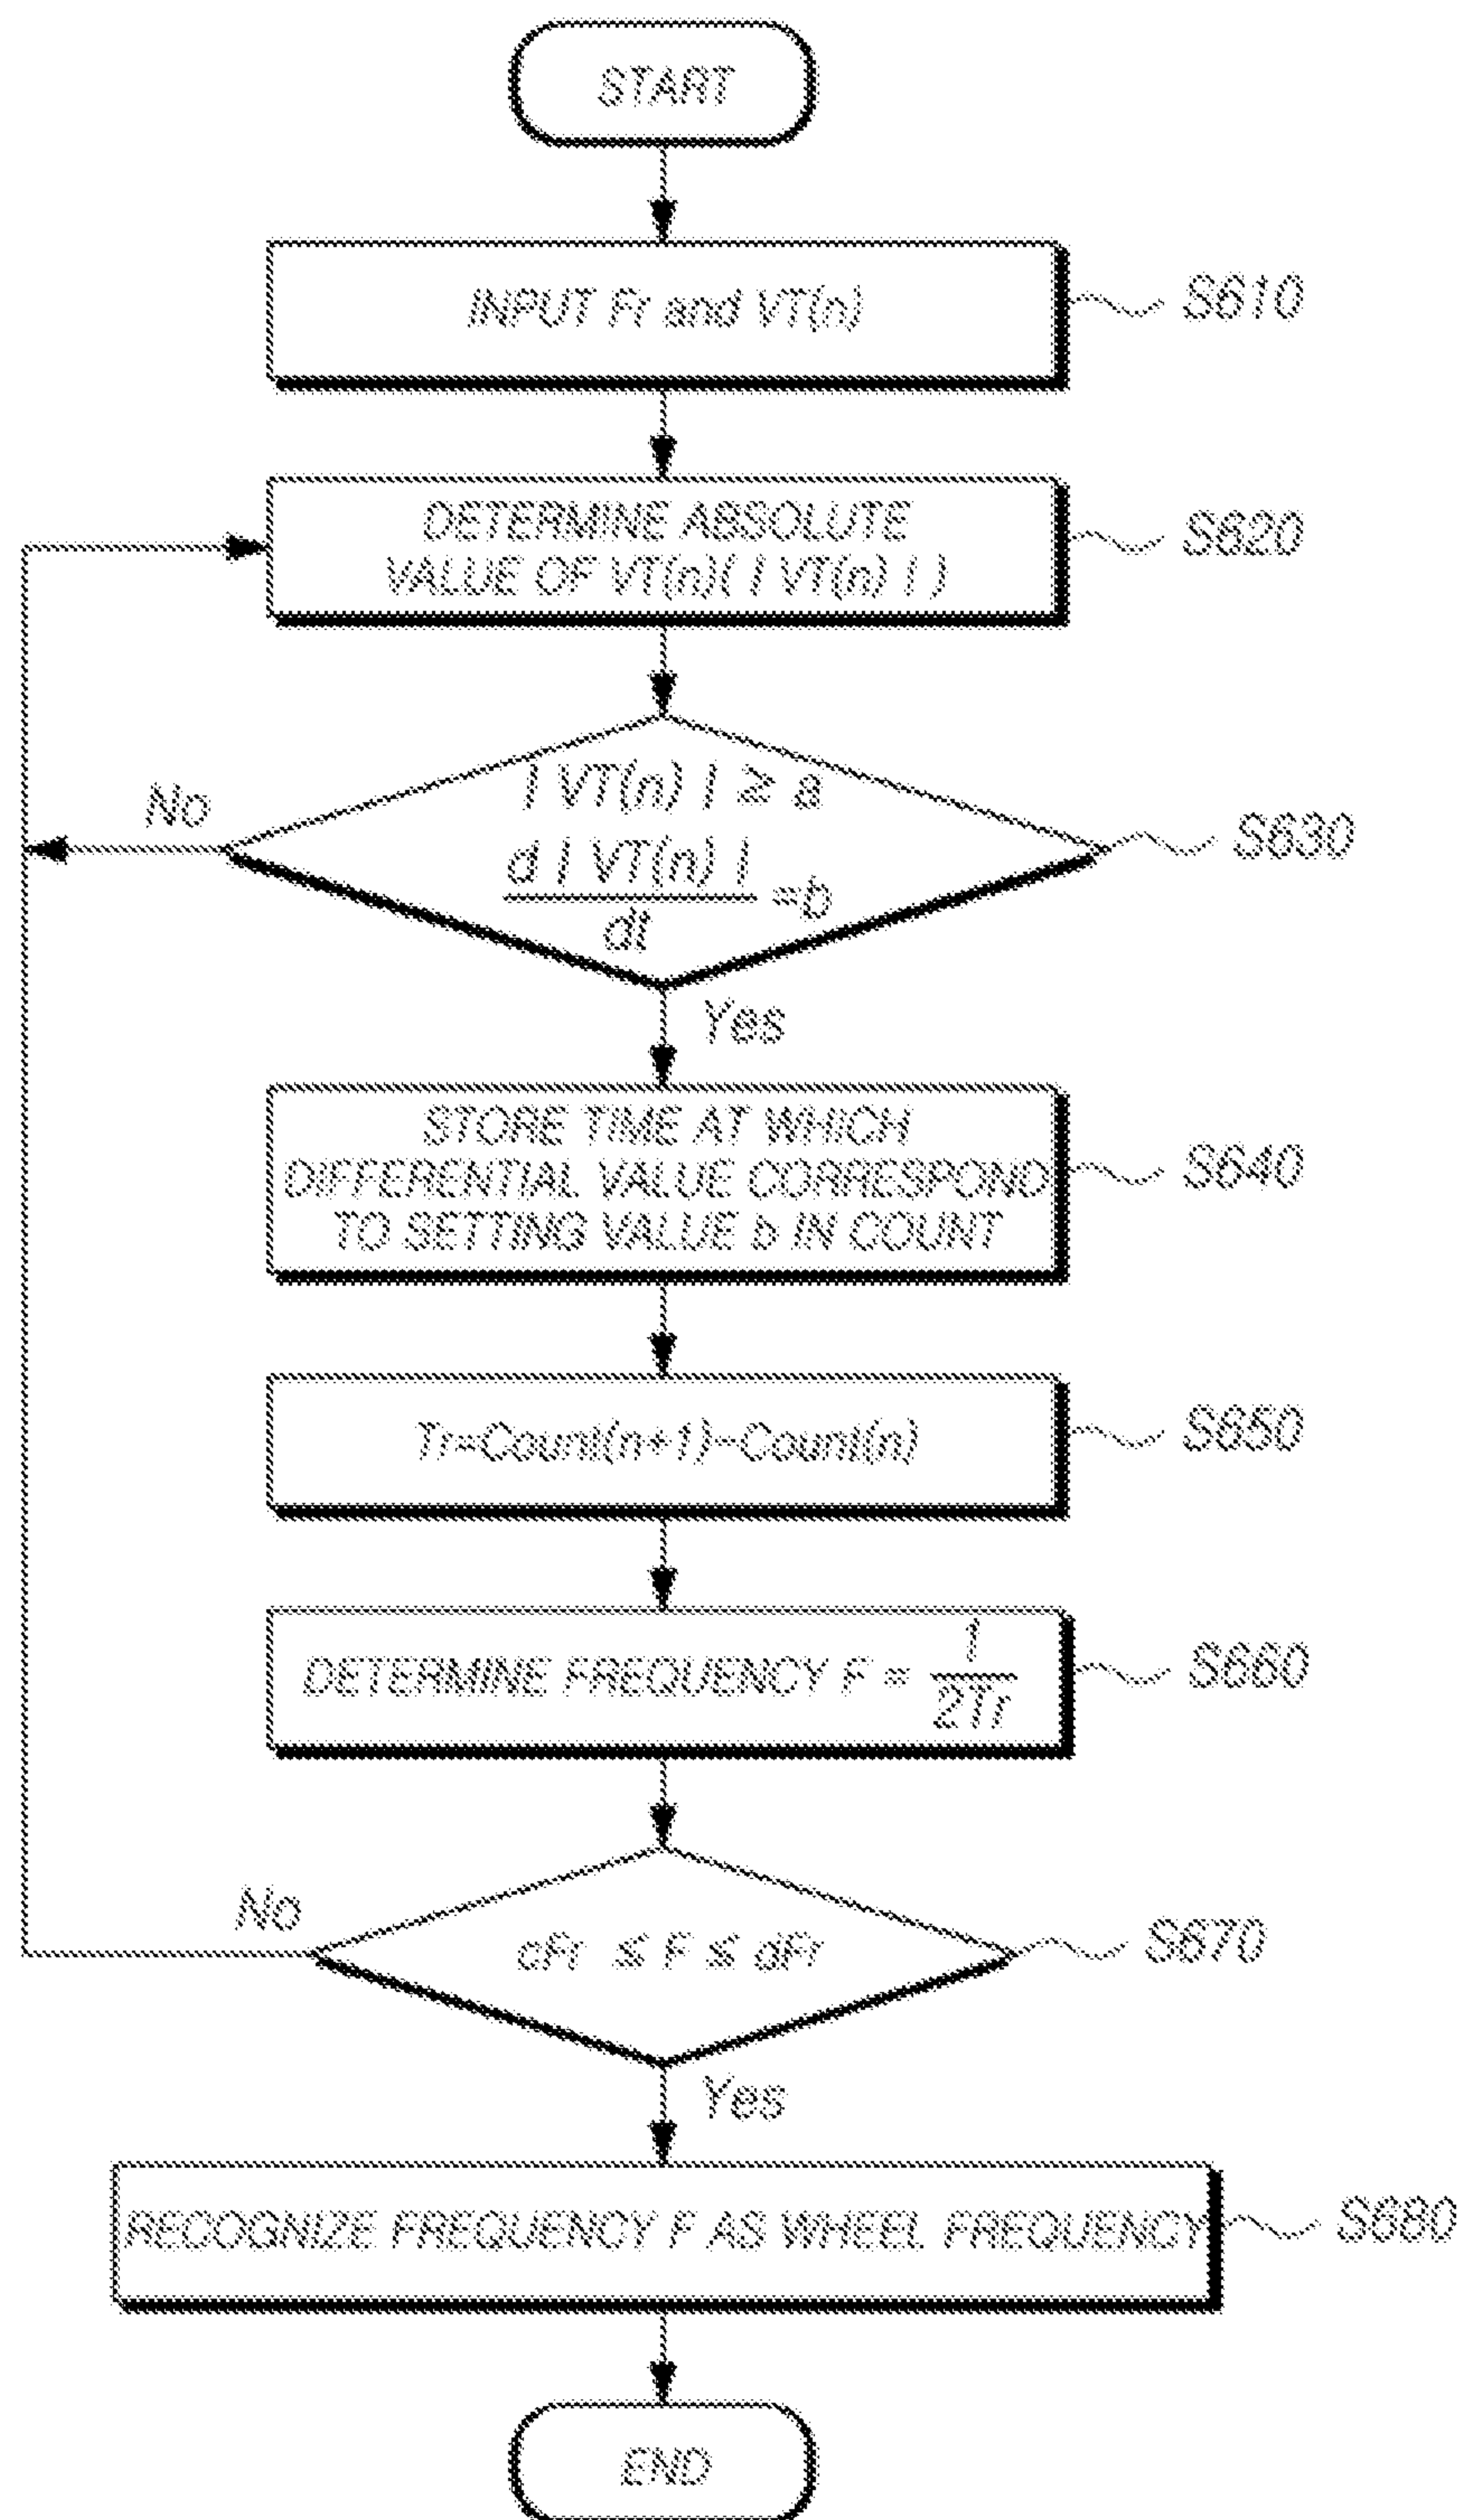 START
INPUT Fr and VT(n)
S610
DETERMINE ABSOLUTE
VALUE OF VT(n)( | VT(n) | )
S620
| VT(n) | ≥ a
d | VT(n) |
dt
=b
S630
No
Yes
STORE TIME AT WHICH
DIFFERENTIAL VALUE CORRESPOND
TO SETTING VALUE b IN COUNT
S640
Tr=Count(n+1)-Count(n)
S650
DETERMINE FREQUENCY F = 1
2Tr
S660
cFr ≤ F ≤ dFr
S670
No
Yes
RECOGNIZE FREQUENCY F AS WHEEL FREQUENCY
S680
END